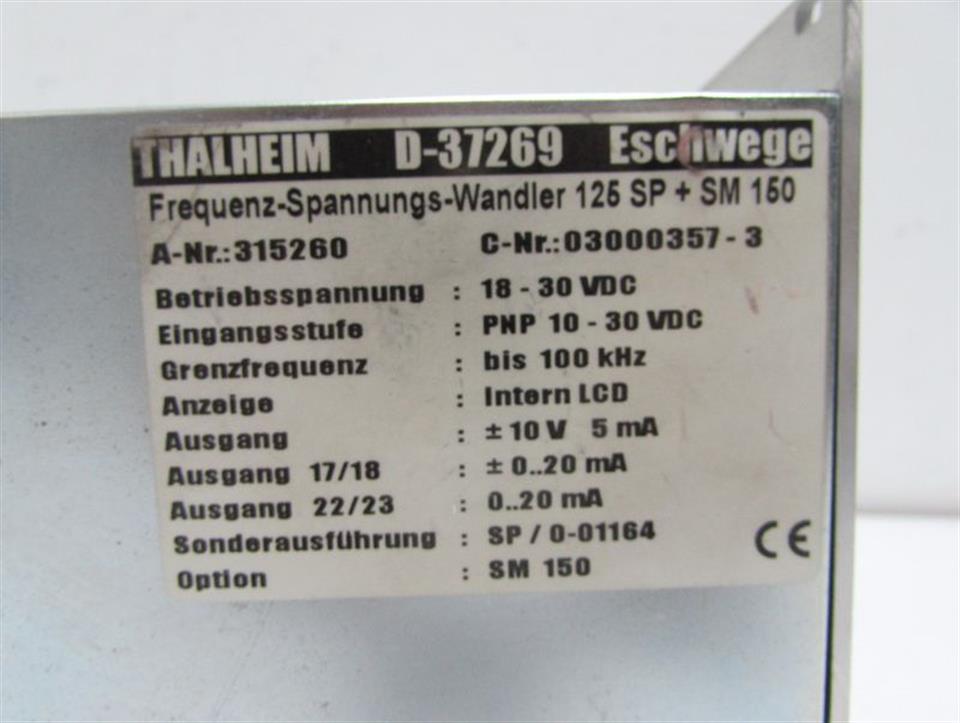 THALHEIM D-37269 Eschwege
Frequenz-Spannungs-Wandler 125 SP + SM 150
A-Nr.:315260 C-Nr.:03000357-3
Betriebsspannung : 18 - 30 VDC
Eingangsstufe : PNP 10 - 30 VDC
Grenzfrequenz : bis 100 kHz
Anzeige : Intern LCD
Ausgang : ± 10 V 5 mA
Ausgang 17/18 : ± 0..20 mA
Ausgang 22/23 : 0..20 mA
Sonderausführung : SP / 0-01164
Option : SM 150
CE